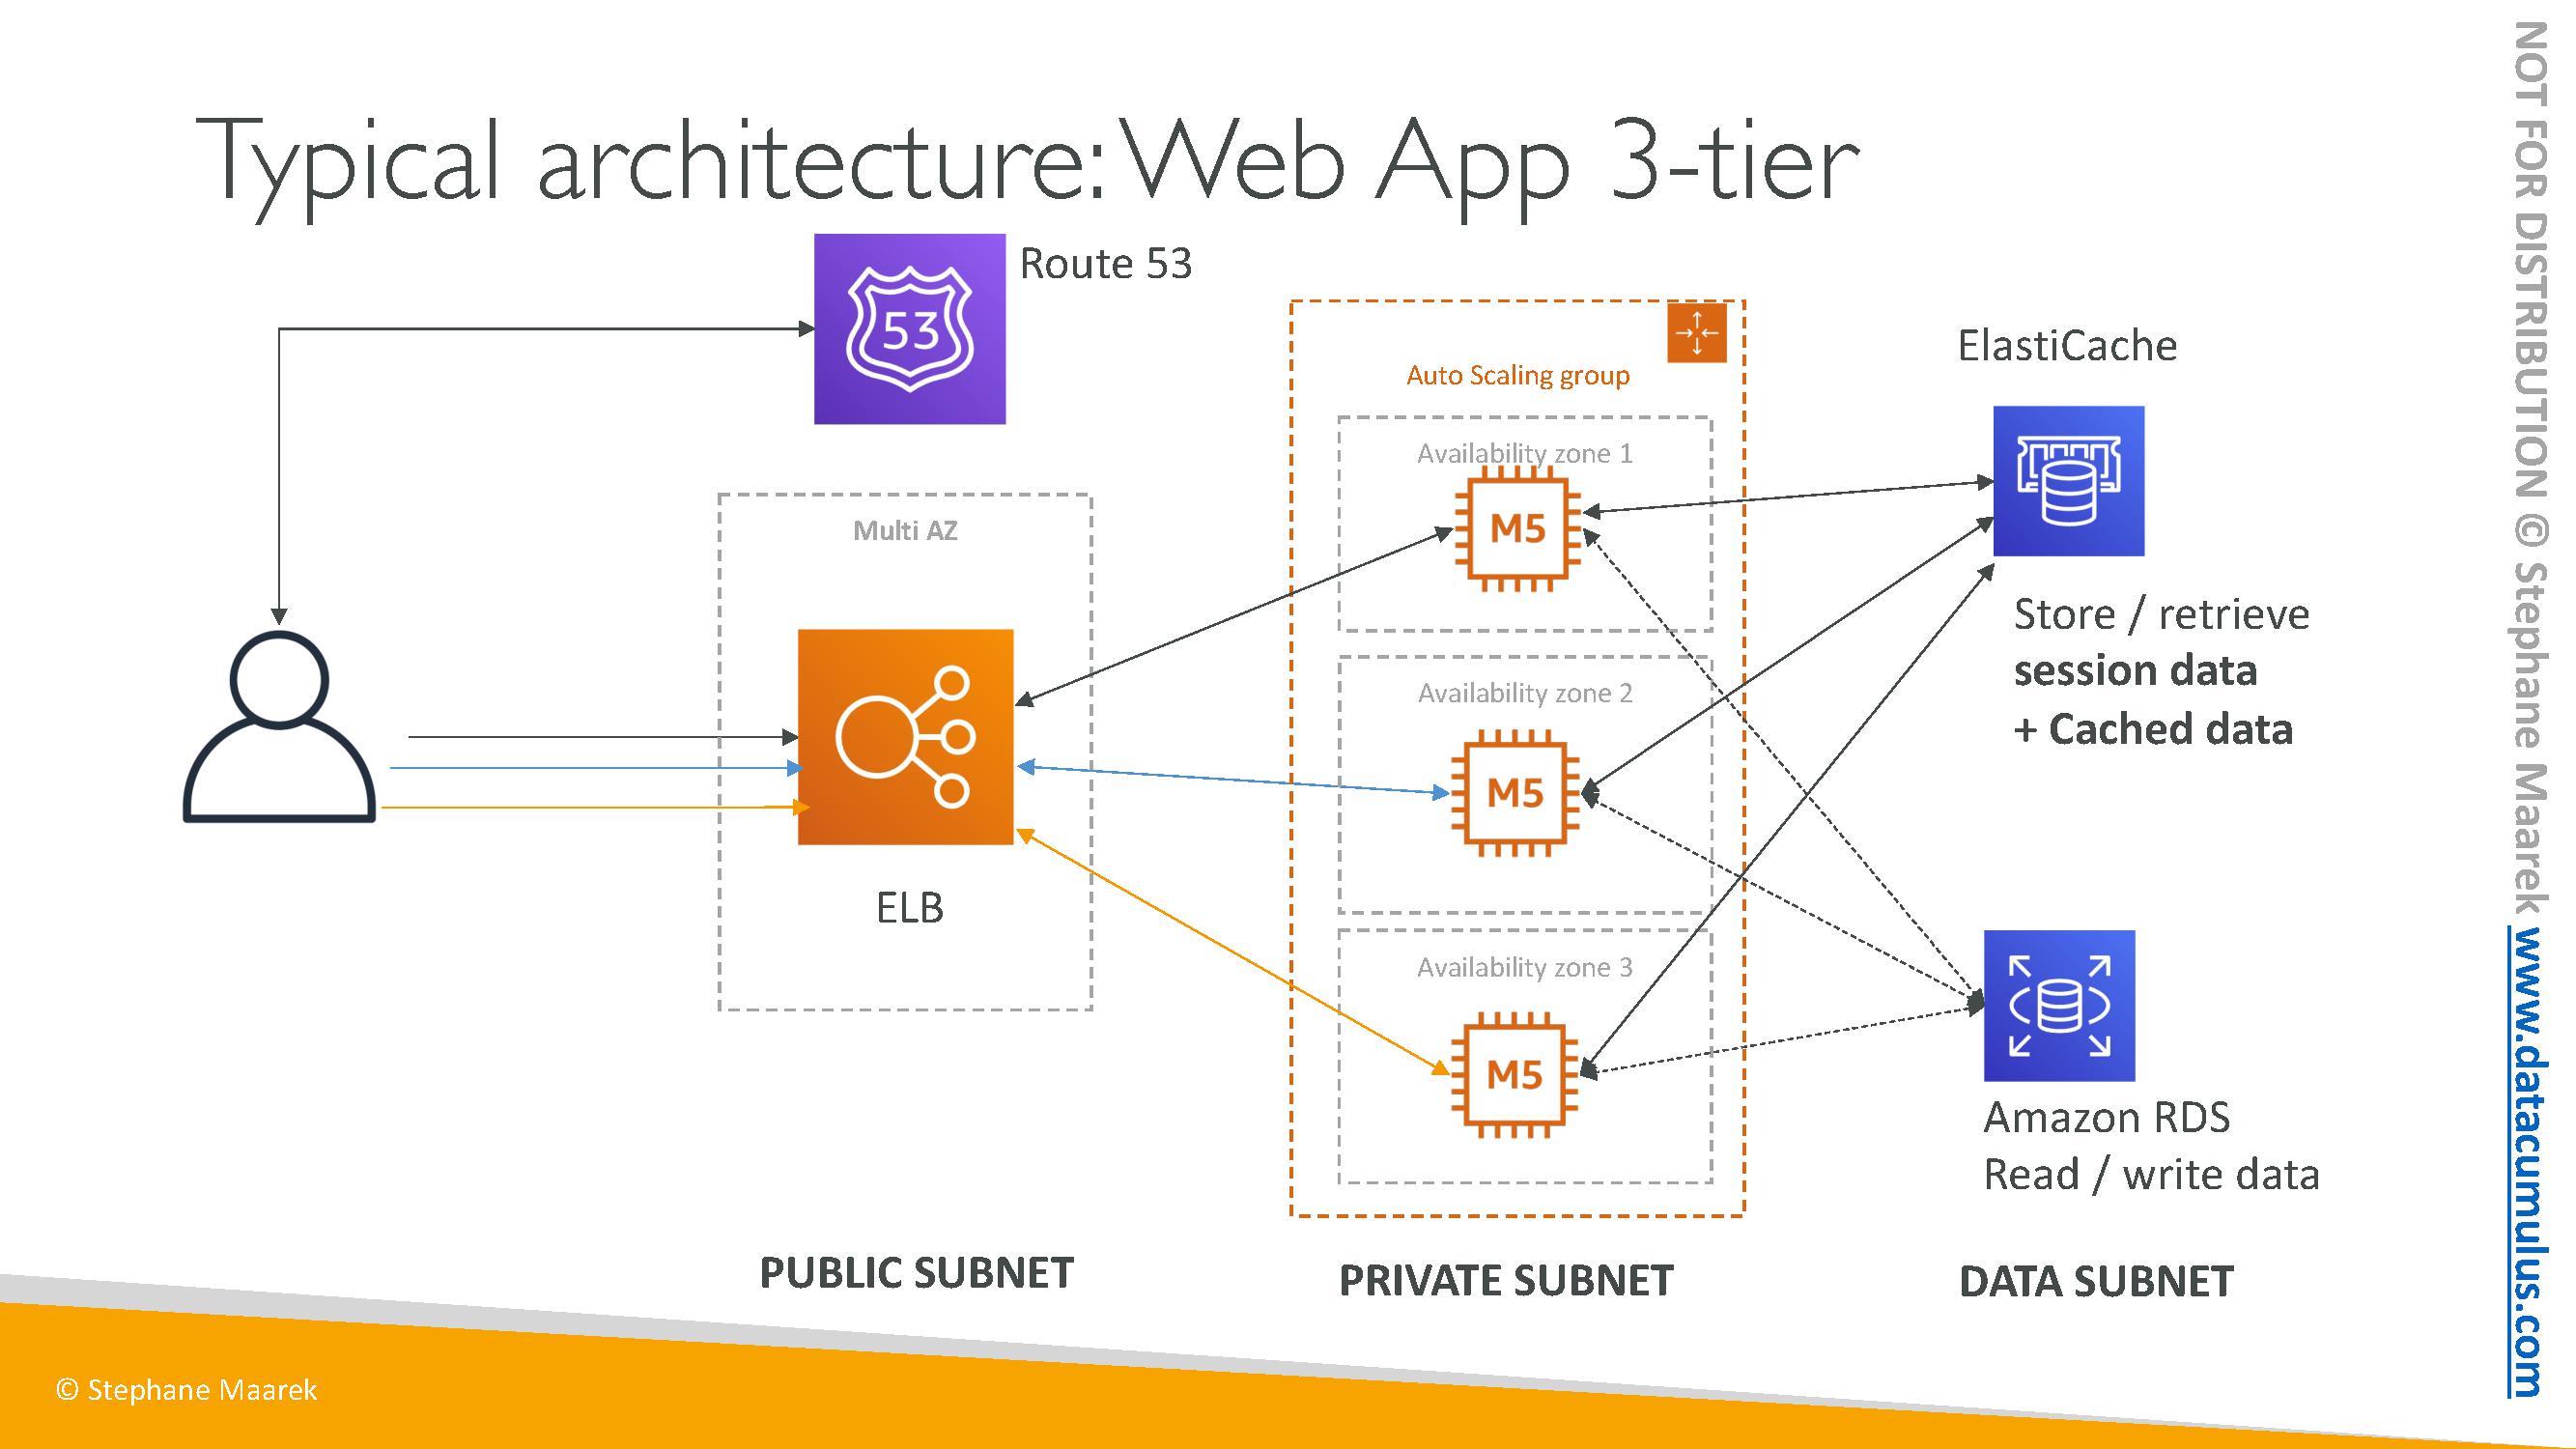 Typical architecture: Web App 3-tier
Route 53
53
Auto Scaling group
ElastiCache
Availability zone 1
M5
Multi AZ
Store / retrieve
session data
+ Cached data
Availability zone 2
M5
ELB
Availability zone 3
M5
Amazon RDS
Read / write data
PUBLIC SUBNET
PRIVATE SUBNET
DATA SUBNET
© Stephane Maarek
NOT FOR DISTRIBUTION © Stephane Maarek www.datacumulus.com